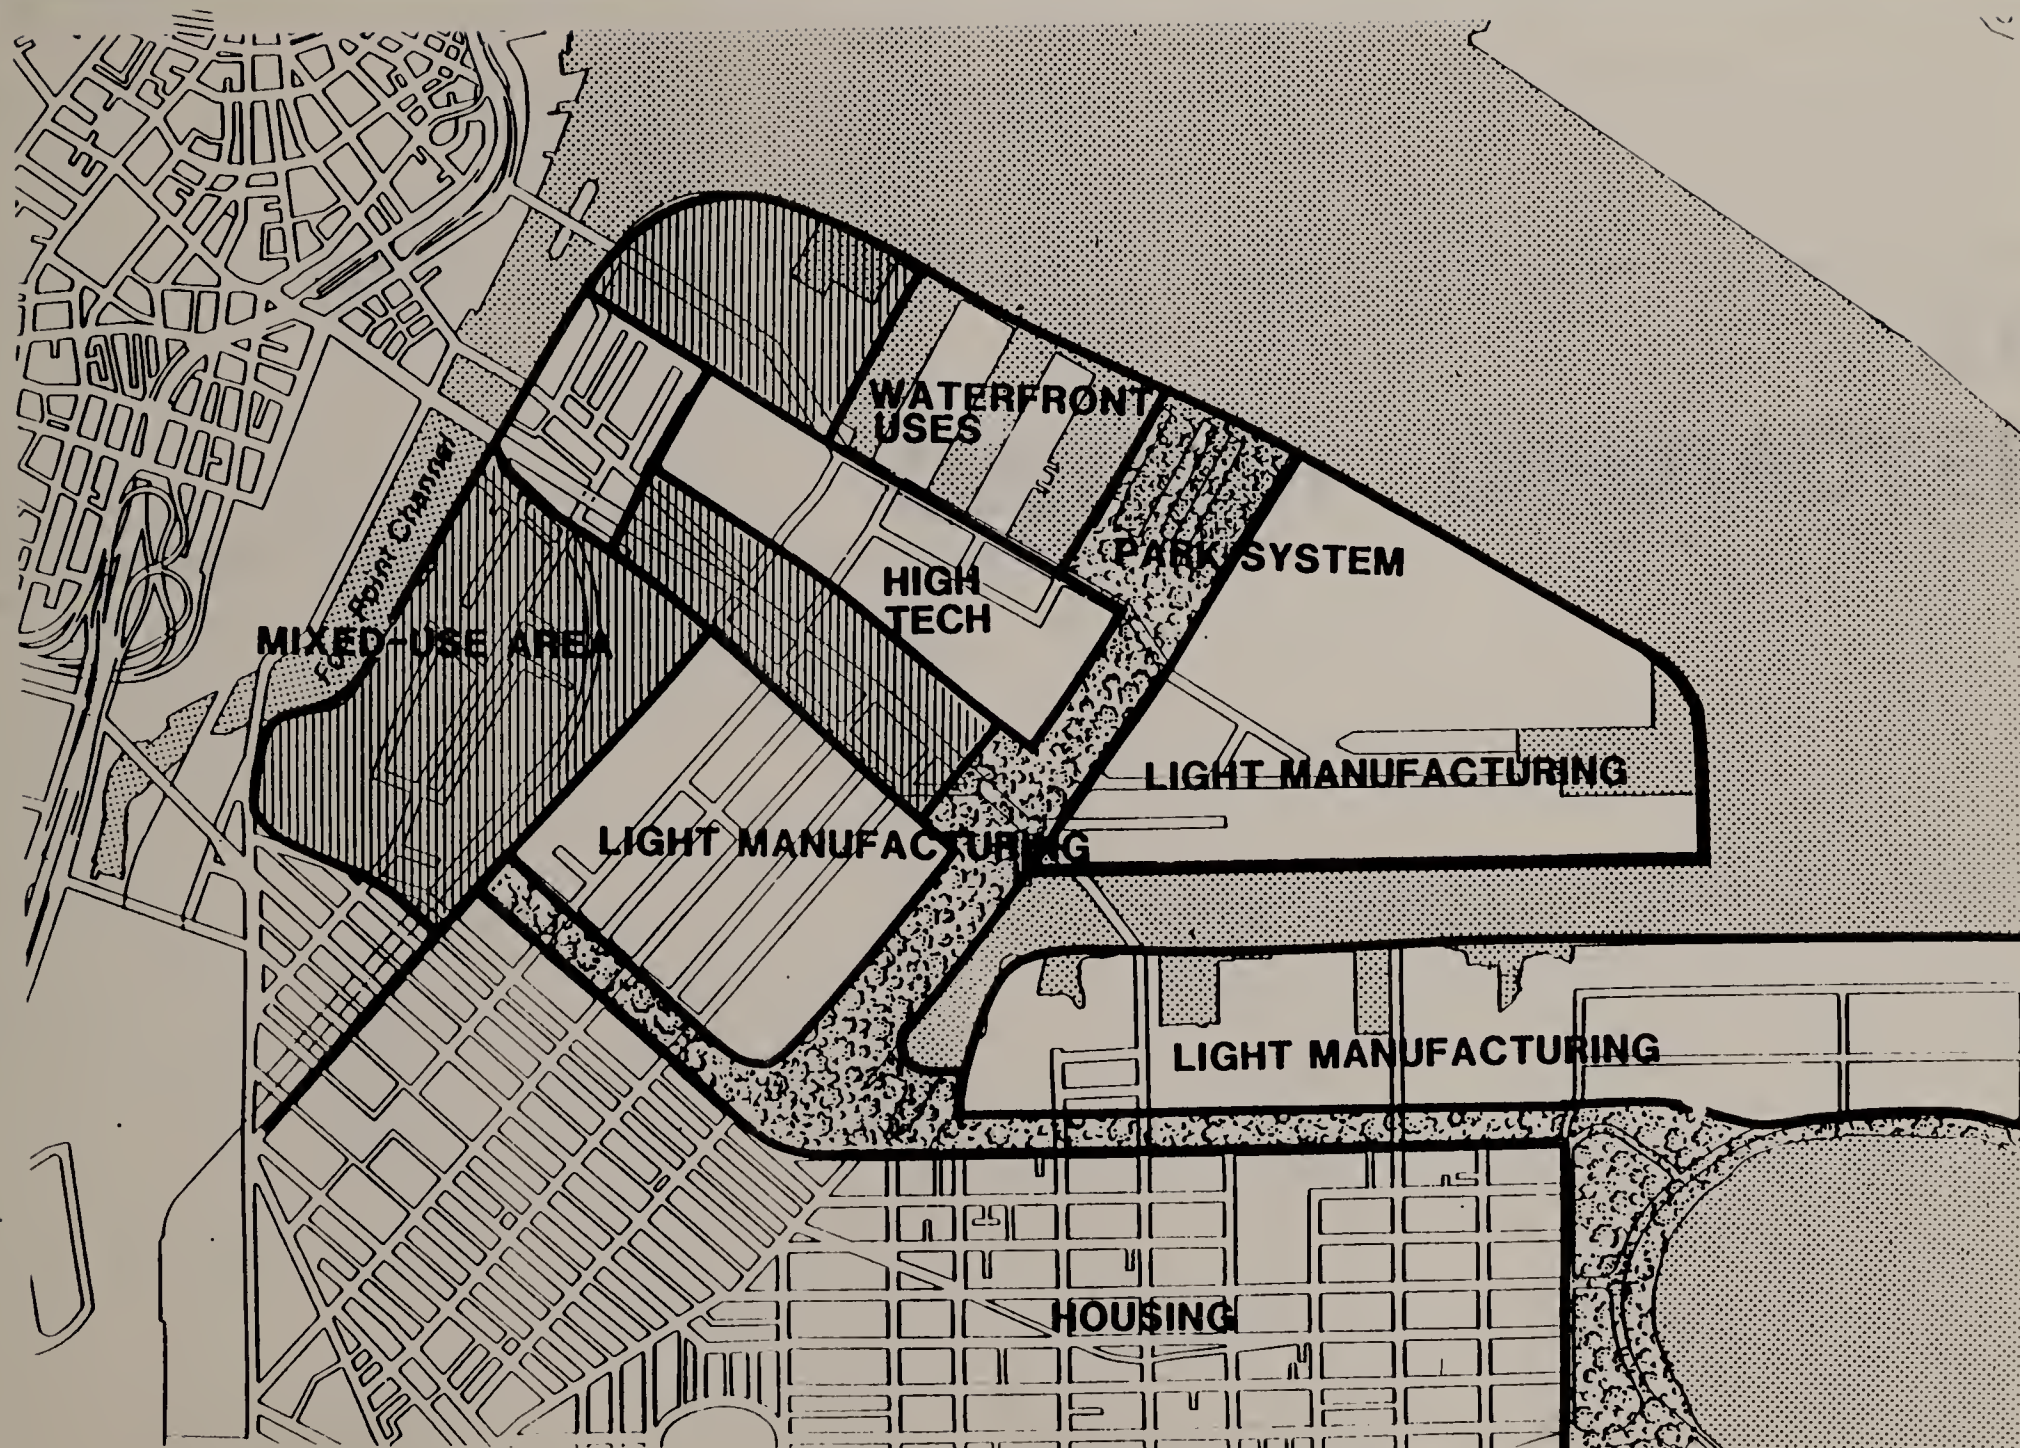 WATERFRONT
USES
PARK SYSTEM
HIGH
TECH
Fort Point Channel
MIXED-USE AREA
LIGHT MANUFACTURING
LIGHT MANUFACTURING
LIGHT MANUFACTURING
HOUSING